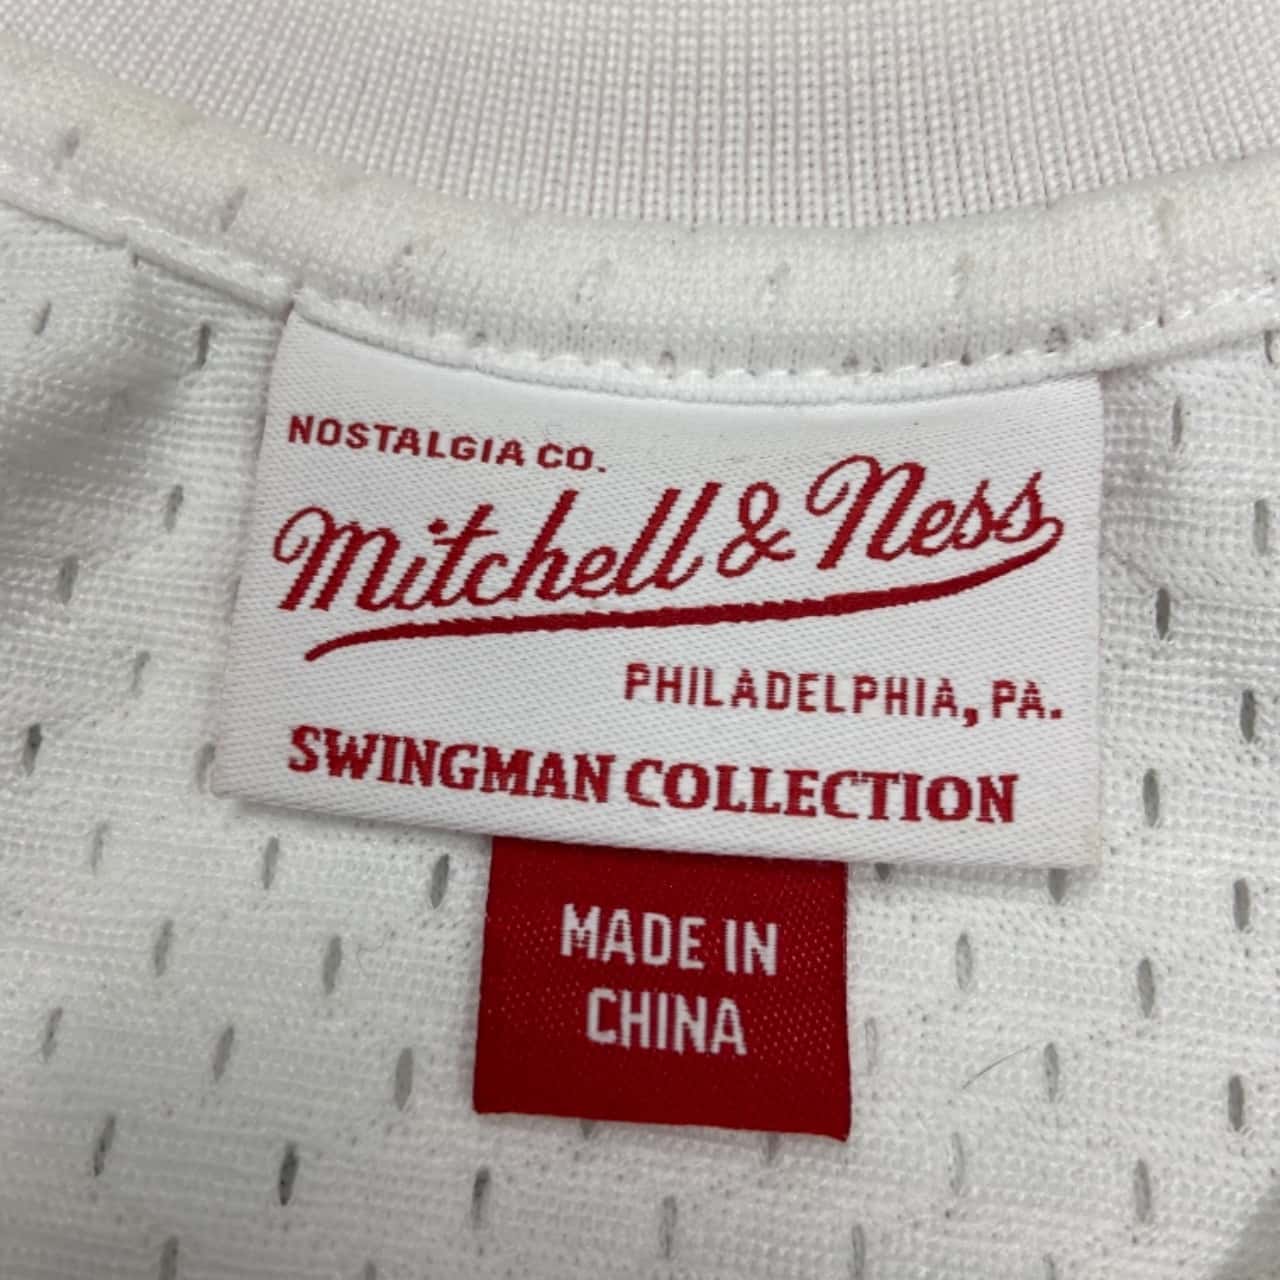 NOSTALGIA CO.
Mitchell & Ness
PHILADELPHIA, PA.
SWINGMAN COLLECTION
MADE IN
CHINA